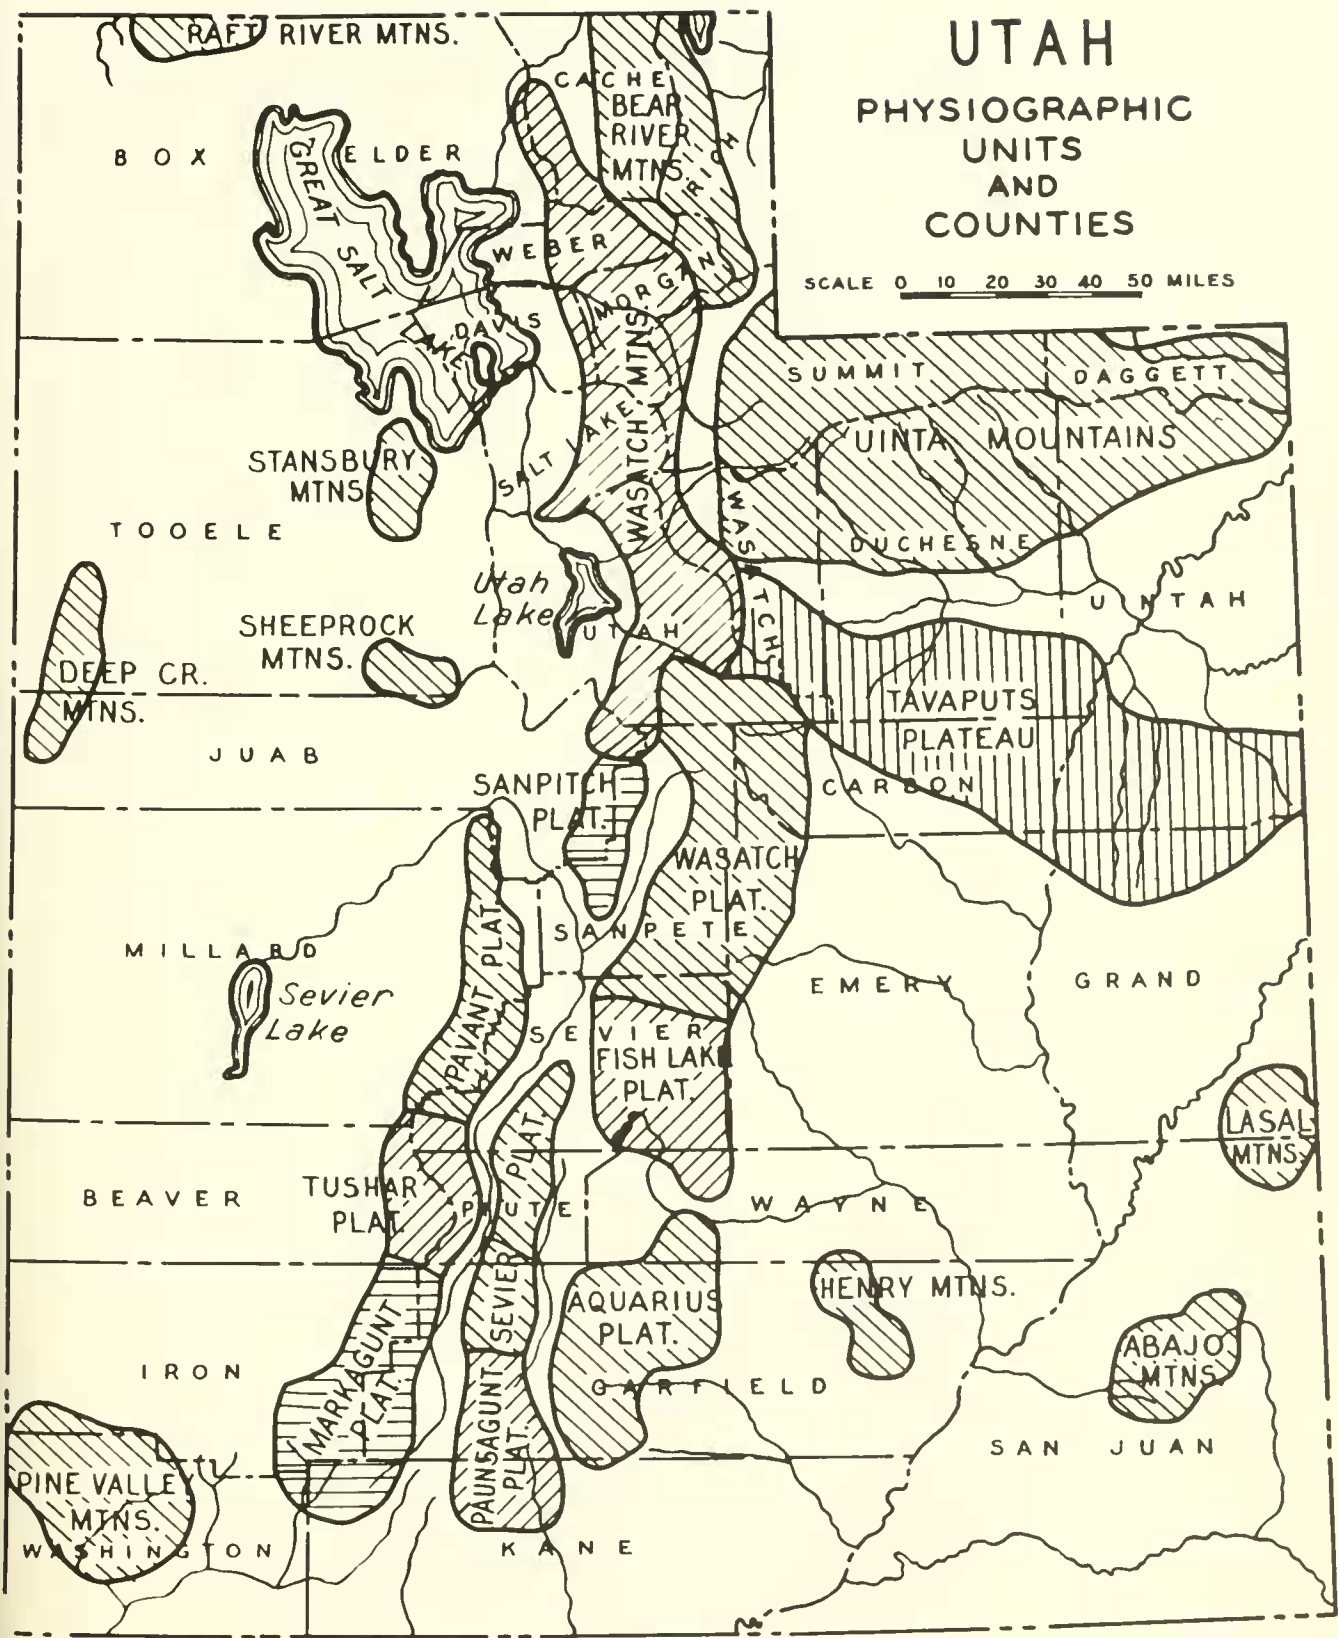 UTAH
PHYSIOGRAPHIC
UNITS
AND
COUNTIES
SCALE 0 10 20 30 40 50 MILES
RAFT RIVER MTNS.
CACHE
BEAR
RIVER
MTNS.
RICH
BOX ELDER
GREAT SALT LAKE
WEBER
MORGAN
DAVIS
SUMMIT
DAGGETT
UINTA MOUNTAINS
STANSBURY
MTNS.
SALT LAKE
WASATCH MTNS.
WASATCH
TOOELE
DUCHESNE
Utah
Lake
UTAH
UINTAH
SHEEPROCK
MTNS.
DEEP CR.
MTNS.
TAVAPUTS
PLATEAU
JUAB
SANPITCH
PLAT.
CARBON
WASATCH
PLAT.
SANPETE
MILLARD
PAVANT PLAT.
Sevier
Lake
EMERY
GRAND
SEVIER
FISH LAKE
PLAT.
LASAL
MTNS.
BEAVER
TUSHAR
PLAT.
PIUTE
SEVIER PLAT.
WAYNE
AQUARIUS
PLAT.
HENRY MTNS.
ABAJO
MTNS.
IRON
MARKAGUNT
PLAT.
GARFIELD
PAUNSAGUNT
PLAT.
SAN JUAN
PINE VALLEY
MTNS.
WASHINGTON
KANE